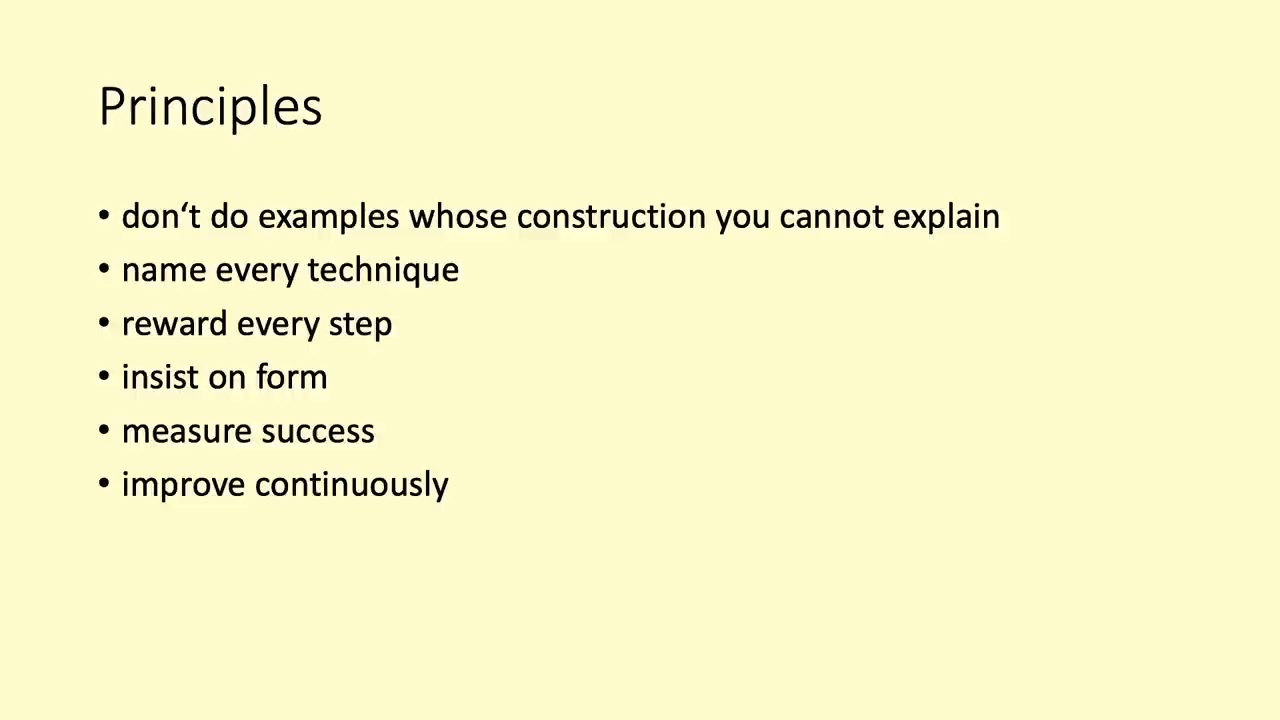 Principles
• don‘t do examples whose construction you cannot explain
• name every technique
• reward every step
• insist on form
• measure success
• improve continuously